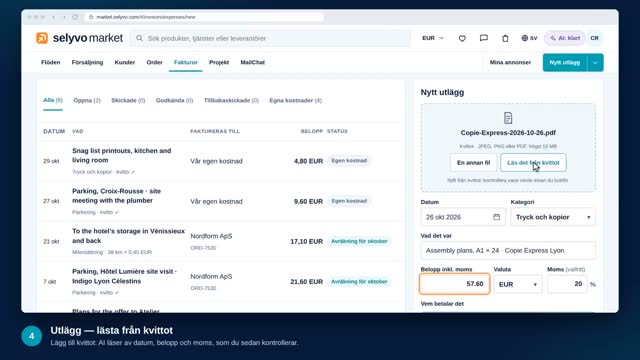 market.selyvo.com/#/invoices/expenses/new
selyvo market
Sök produkter, tjänster eller leverantörer
EUR
SV
AI: klart
CR
Flöden Försäljning Kunder Order Fakturor Projekt MailChat
Mina annonser
Nytt utlägg
Alla (6) Öppna (2) Skickade (0) Godkända (0) Tillbakaskickade (0) Egna kostnader (4)
DATUM VAD FAKTURERAS TILL BELOPP STATUS
29 okt
Snag list printouts, kitchen and
living room
Tryck och kopior · kvitto
Vår egen kostnad
4,80 EUR
Egen kostnad
27 okt
Parking, Croix-Rousse · site
meeting with the plumber
Parkering · kvitto
Vår egen kostnad
9,60 EUR
Egen kostnad
21 okt
To the hotel's storage in Vénissieux
and back
Milersättning · 38 km × 0,45 EUR
Nordform ApS
ORD-7530
17,10 EUR
Avräkning för oktober
7 okt
Parking, Hôtel Lumière site visit ·
Indigo Lyon Célestins
Parkering · kvitto
Nordform ApS
ORD-7530
21,60 EUR
Avräkning för oktober
Plans for the offer to Atelier
Nytt utlägg
Copie-Express-2026-10-26.pdf
Kvitto · JPEG, PNG eller PDF, högst 10 MB
En annan fil
Läs det från kvittot
Ifyllt från kvittot: kontrollera varje värde innan du bokför
Datum
26 okt 2026
Kategori
Tryck och kopior
Vad det var
Assembly plans, A1 × 24 · Copie Express Lyon
Belopp inkl. moms
57.60
Valuta
EUR
Moms (valfritt)
20 %
Vem betalar det
4
Utlägg — lästa från kvittot
Lägg till kvittot: AI läser av datum, belopp och moms, som du sedan kontrollerar.